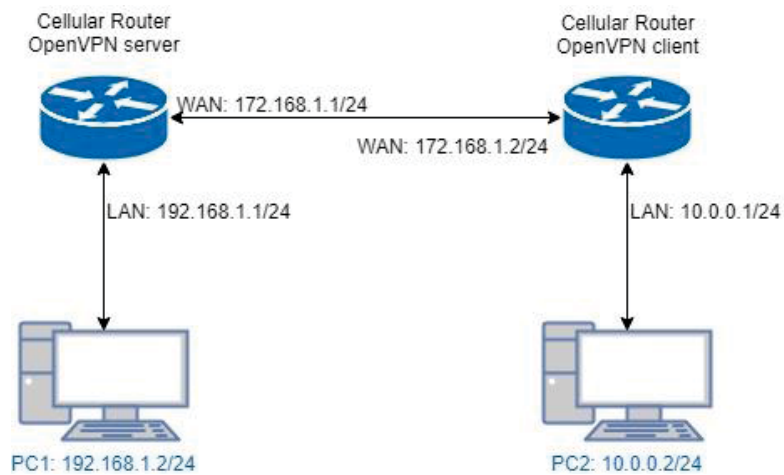 Cellular Router
OpenVPN server
Cellular Router
OpenVPN client
WAN: 172.168.1.1/24
WAN: 172.168.1.2/24
LAN: 192.168.1.1/24
LAN: 10.0.0.1/24
PC1: 192.168.1.2/24
PC2: 10.0.0.2/24